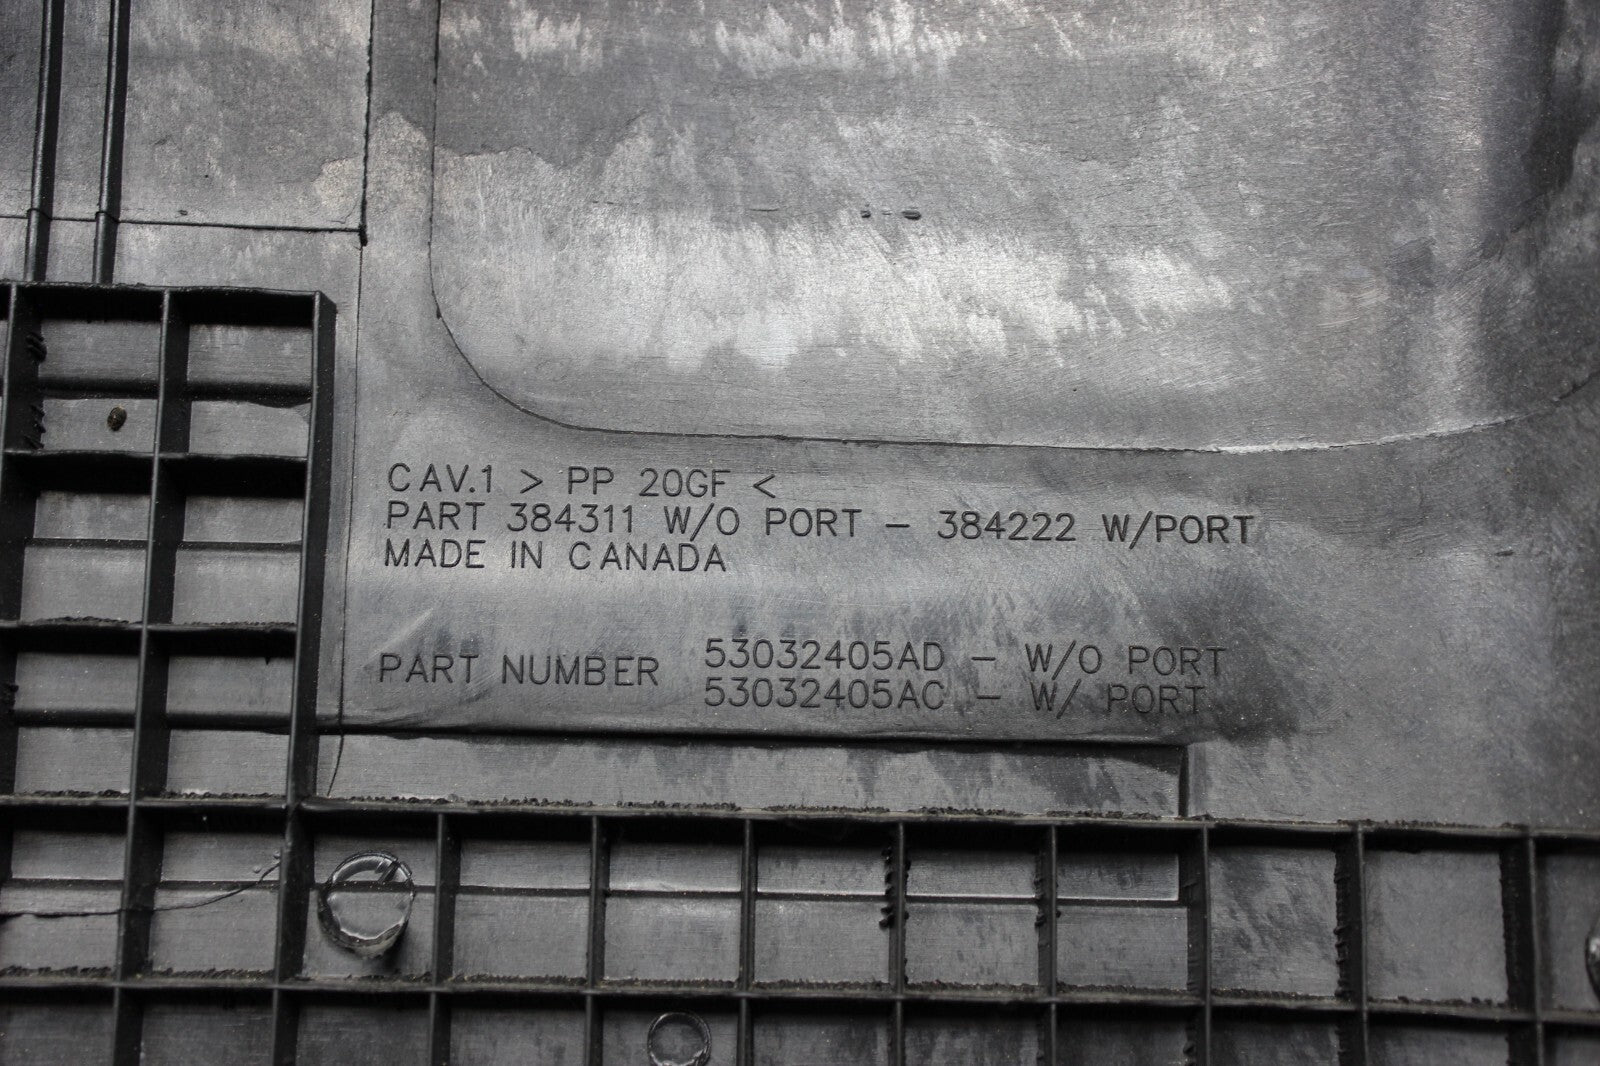 CAV.1 > PP 20GF <
PART 384311 W/O PORT – 384222 W/PORT
MADE IN CANADA
PART NUMBER 53032405AD – W/O PORT
53032405AC – W/ PORT